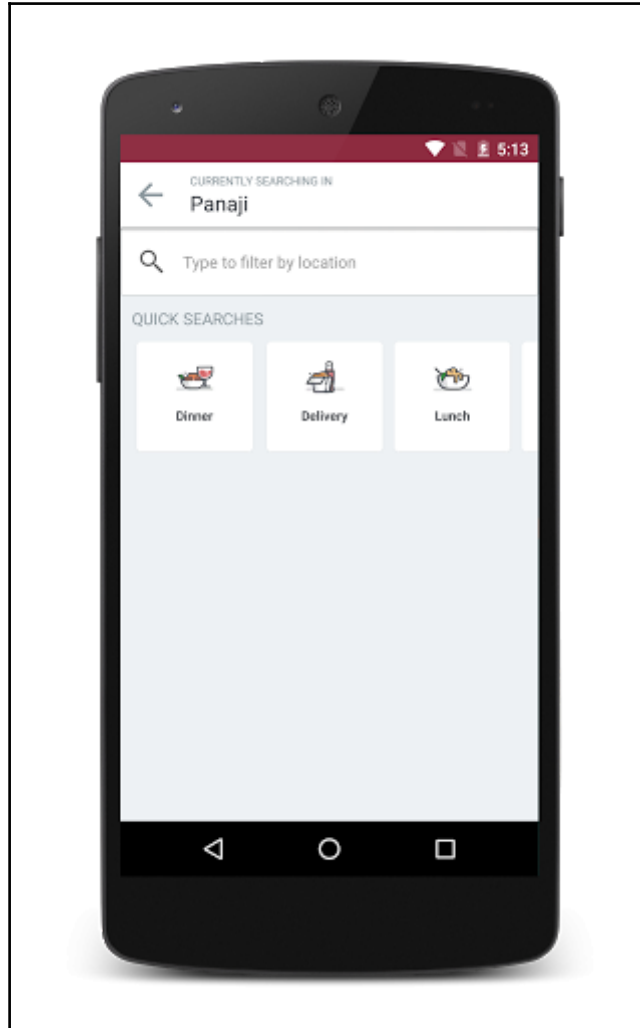 5:13
CURRENTLY SEARCHING IN
Panaji
Type to filter by location
QUICK SEARCHES
Dinner
Delivery
Lunch